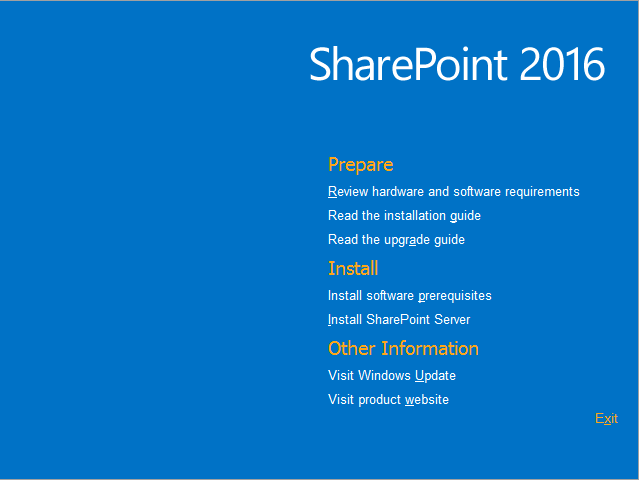 SharePoint 2016
Prepare
Review hardware and software requirements
Read the installation guide
Read the upgrade guide
Install
Install software prerequisites
Install SharePoint Server
Other Information
Visit Windows Update
Visit product website
Exit